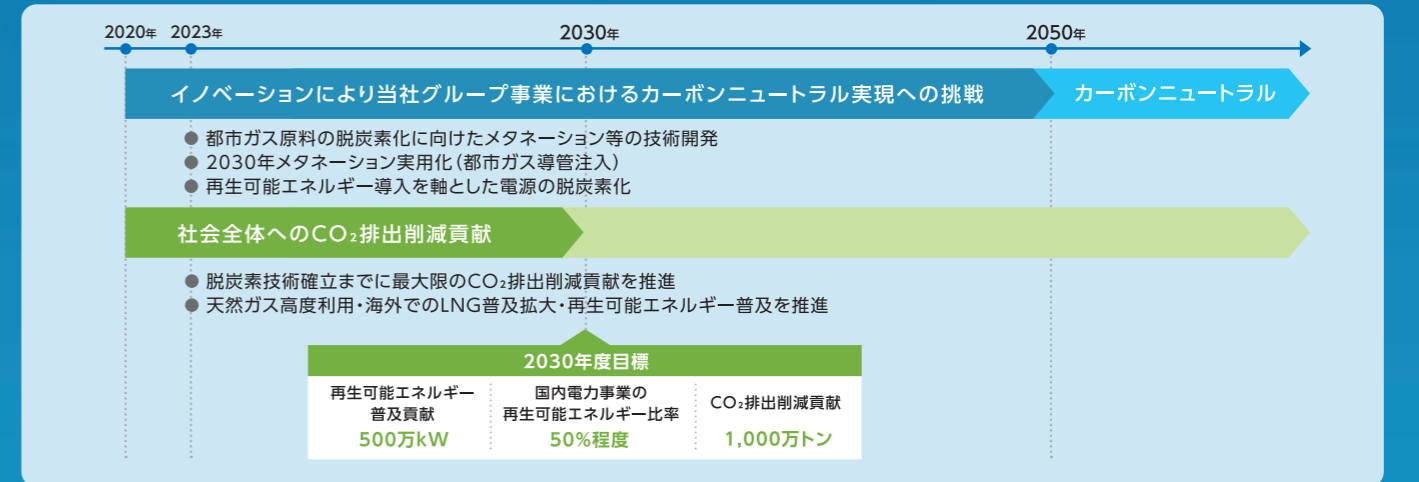 2020年 2023年 2030年 2050年
イノベーションにより当社グループ事業におけるカーボンニュートラル実現への挑戦 カーボンニュートラル
● 都市ガス原料の脱炭素化に向けたメタネーション等の技術開発
● 2030年メタネーション実用化（都市ガス導管注入）
● 再生可能エネルギー導入を軸とした電源の脱炭素化
社会全体へのCO₂排出削減貢献
● 脱炭素技術確立までに最大限のCO₂排出削減貢献を推進
● 天然ガス高度利用・海外でのLNG普及拡大・再生可能エネルギー普及を推進
2030年度目標
再生可能エネルギー
普及貢献
500万kW
国内電力事業の
再生可能エネルギー比率
50%程度
CO₂排出削減貢献
1,000万トン